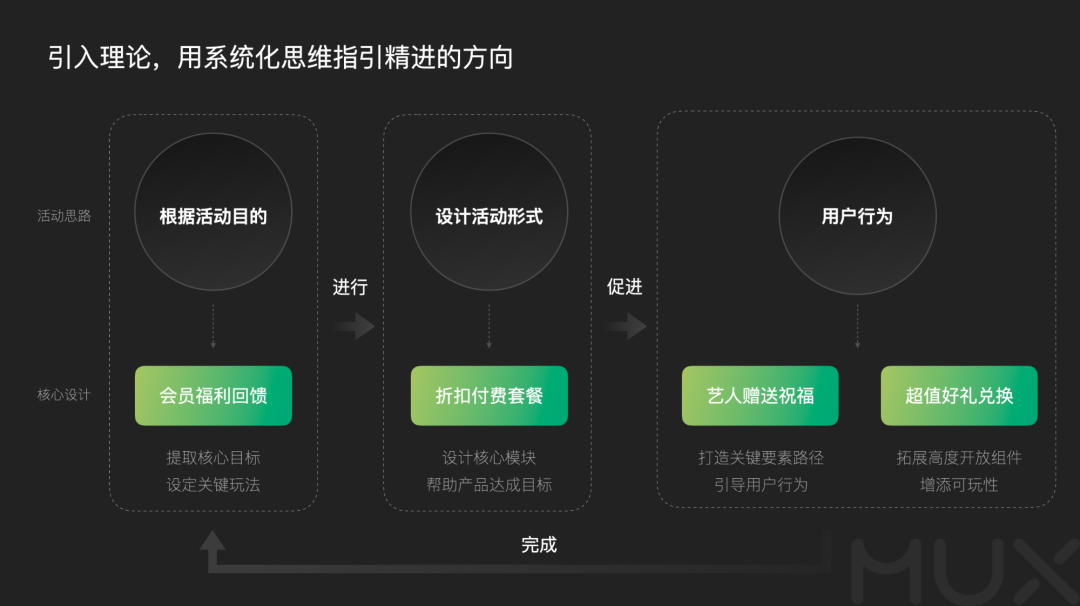 引入理论，用系统化思维指引精进的方向
活动思路
根据活动目的
设计活动形式
用户行为
进行
促进
核心设计
会员福利回馈
折扣付费套餐
艺人赠送祝福
超值好礼兑换
提取核心目标
设定关键玩法
设计核心模块
帮助产品达成目标
打造关键要素路径
引导用户行为
拓展高度开放组件
增添可玩性
完成
MUX